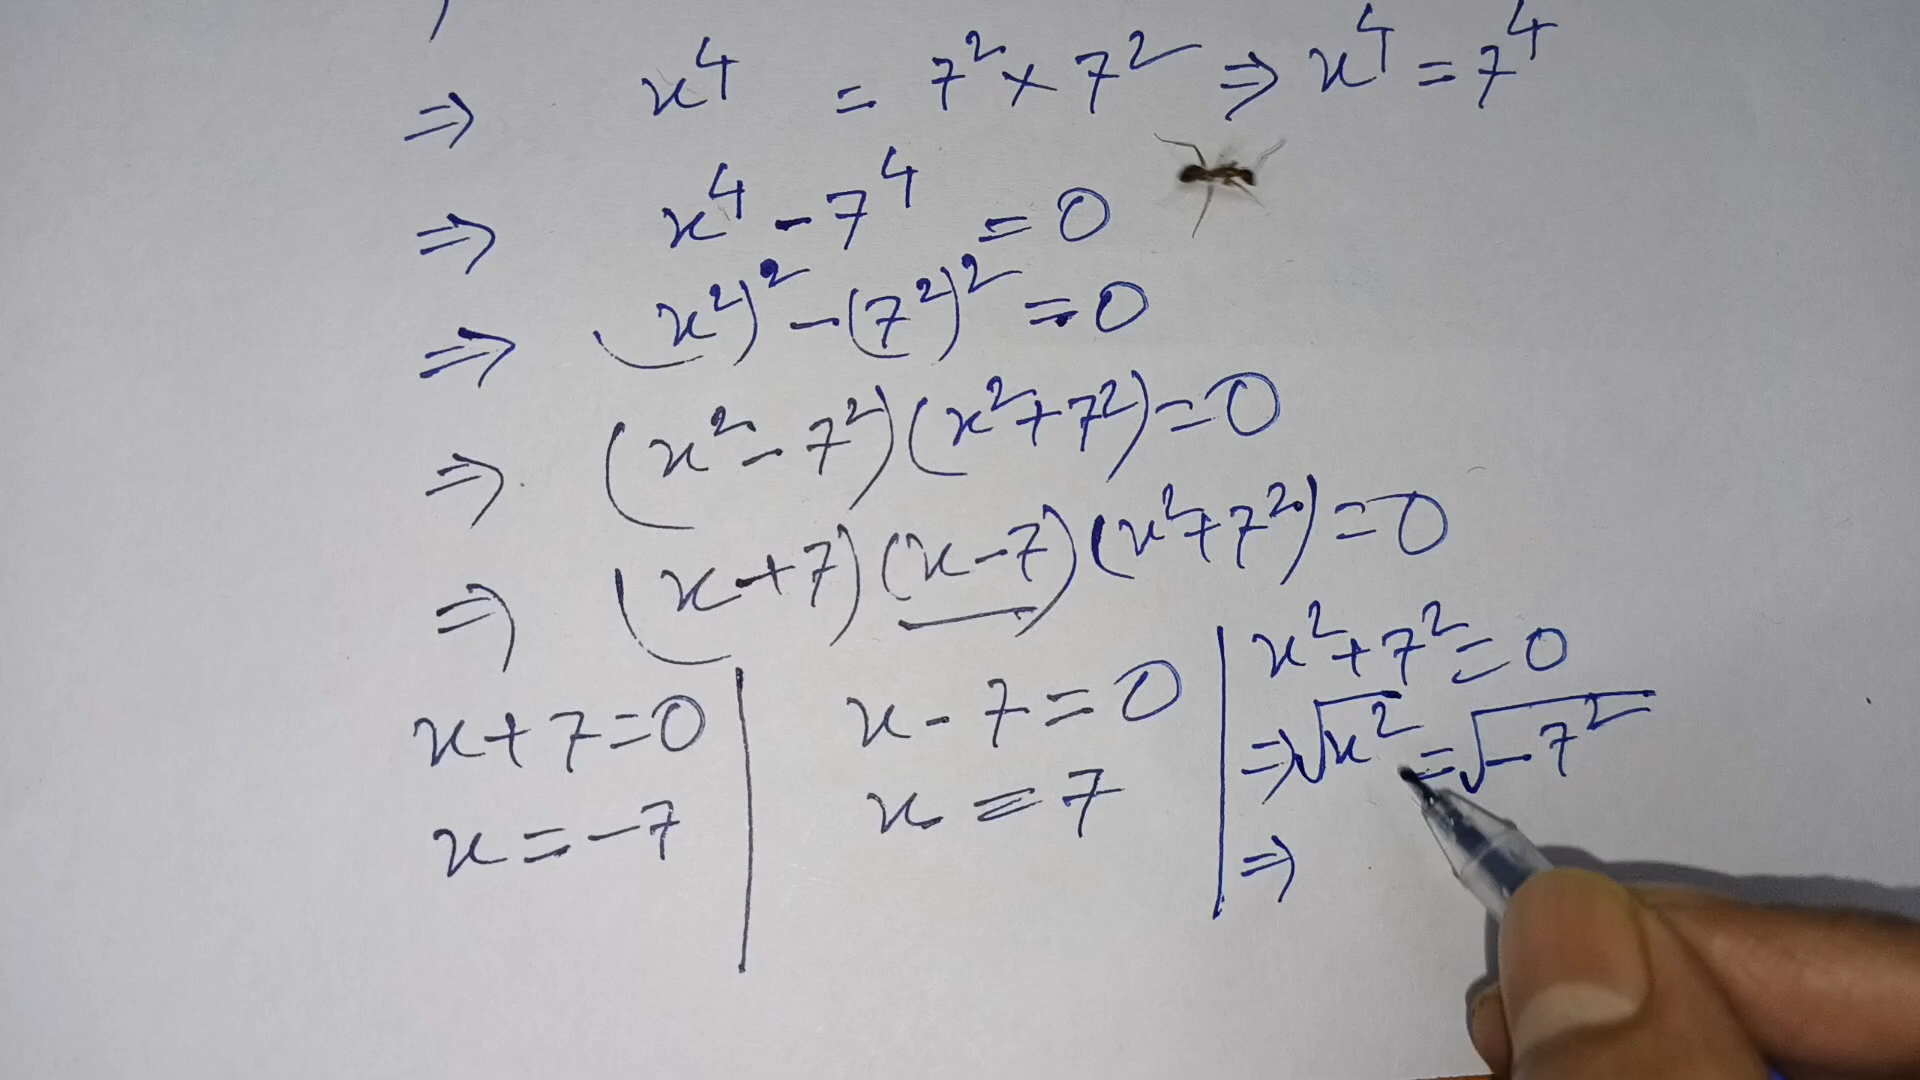 ⇒ x⁴ = 7² × 7² ⇒ x⁴ = 7⁴
⇒ x⁴ - 7⁴ = 0
⇒ (x²)² - (7²)² = 0
⇒ (x² - 7²)(x² + 7²) = 0
⇒ (x + 7)(x - 7)(x² + 7²) = 0
x + 7 = 0
x = -7
x - 7 = 0
x = 7
x² + 7² = 0
⇒ √x² = √-7²
⇒